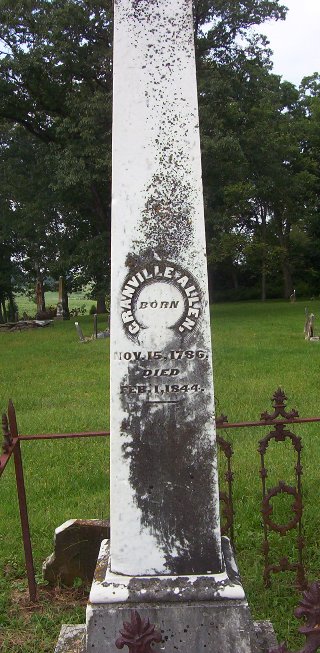 GRANVILLE ALLEN
BORN
NOV. 15, 1786.
DIED
FEB. 1, 1844.